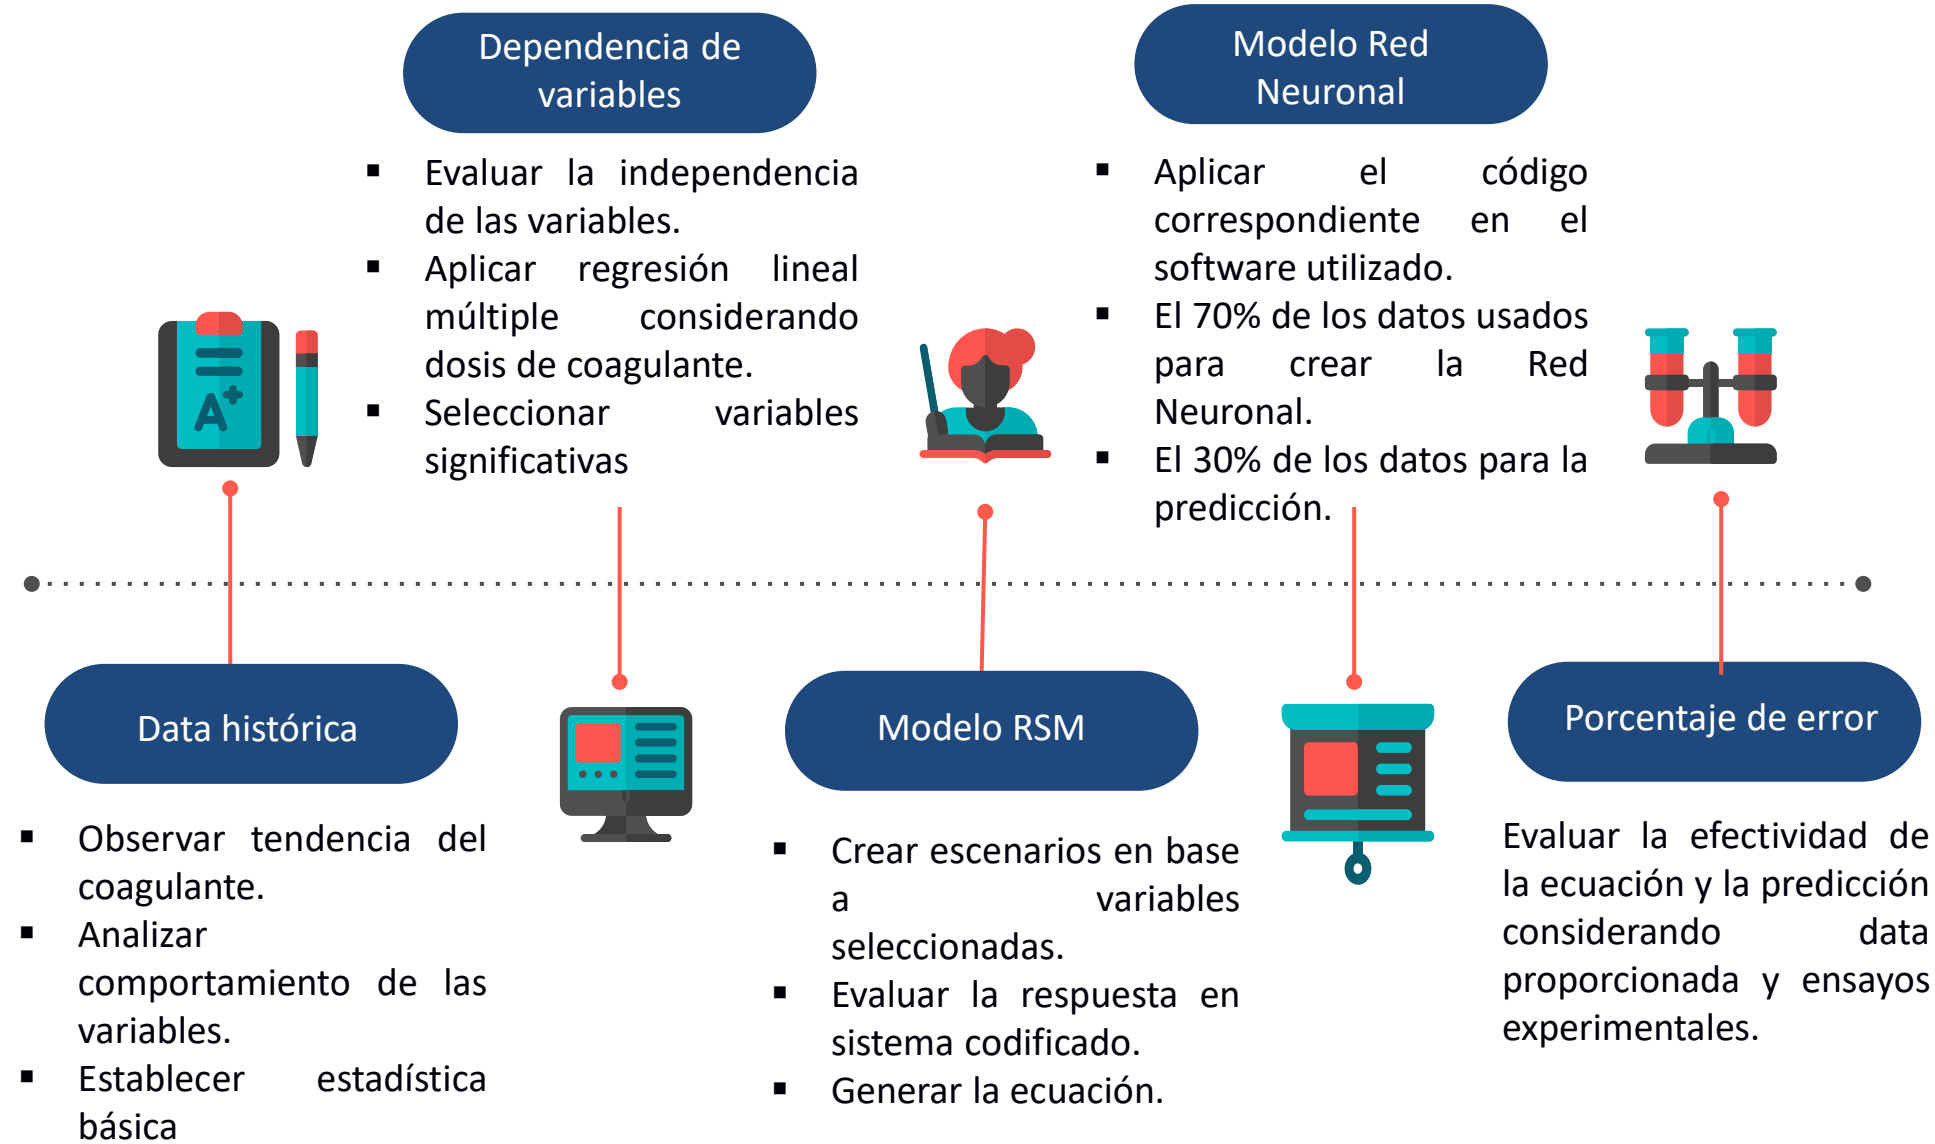 Dependencia de
variables
▪ Evaluar la independencia
de las variables.
▪ Aplicar regresión lineal
múltiple considerando
dosis de coagulante.
▪ Seleccionar variables
significativas
Modelo Red
Neuronal
▪ Aplicar el código
correspondiente en el
software utilizado.
▪ El 70% de los datos usados
para crear la Red
Neuronal.
▪ El 30% de los datos para la
predicción.
A+
Data histórica
▪ Observar tendencia del
coagulante.
▪ Analizar
comportamiento de las
variables.
▪ Establecer estadística
básica
Modelo RSM
▪ Crear escenarios en base
a variables
seleccionadas.
▪ Evaluar la respuesta en
sistema codificado.
▪ Generar la ecuación.
Porcentaje de error
Evaluar la efectividad de
la ecuación y la predicción
considerando data
proporcionada y ensayos
experimentales.